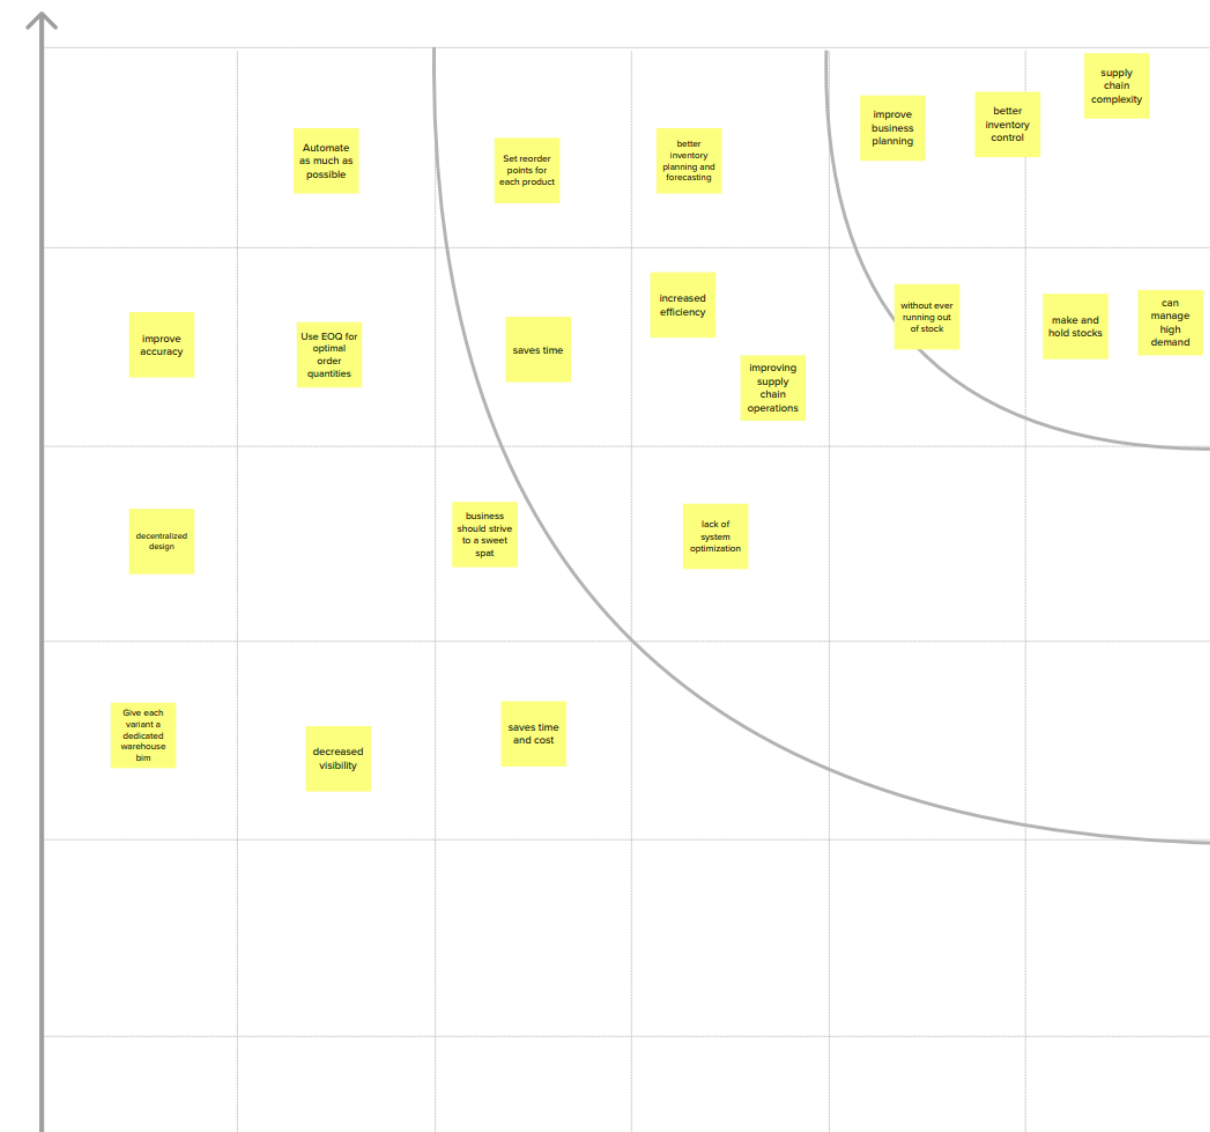 supply
chain
complexity
improve
business
planning
better
inventory
control
Automate
as much as
possible
Set reorder
points for
each product
better
inventory
planning and
forecasting
increased
efficiency
without ever
running out
of stock
make and
hold stocks
can
manage
high
demand
improve
accuracy
Use EOQ for
optimal
order
quantities
saves time
improving
supply
chain
operations
decentralized
design
business
should strive
to a sweet
spat
lack of
system
optimization
Give each
variant a
dedicated
warehouse
bim
decreased
visibility
saves time
and cost